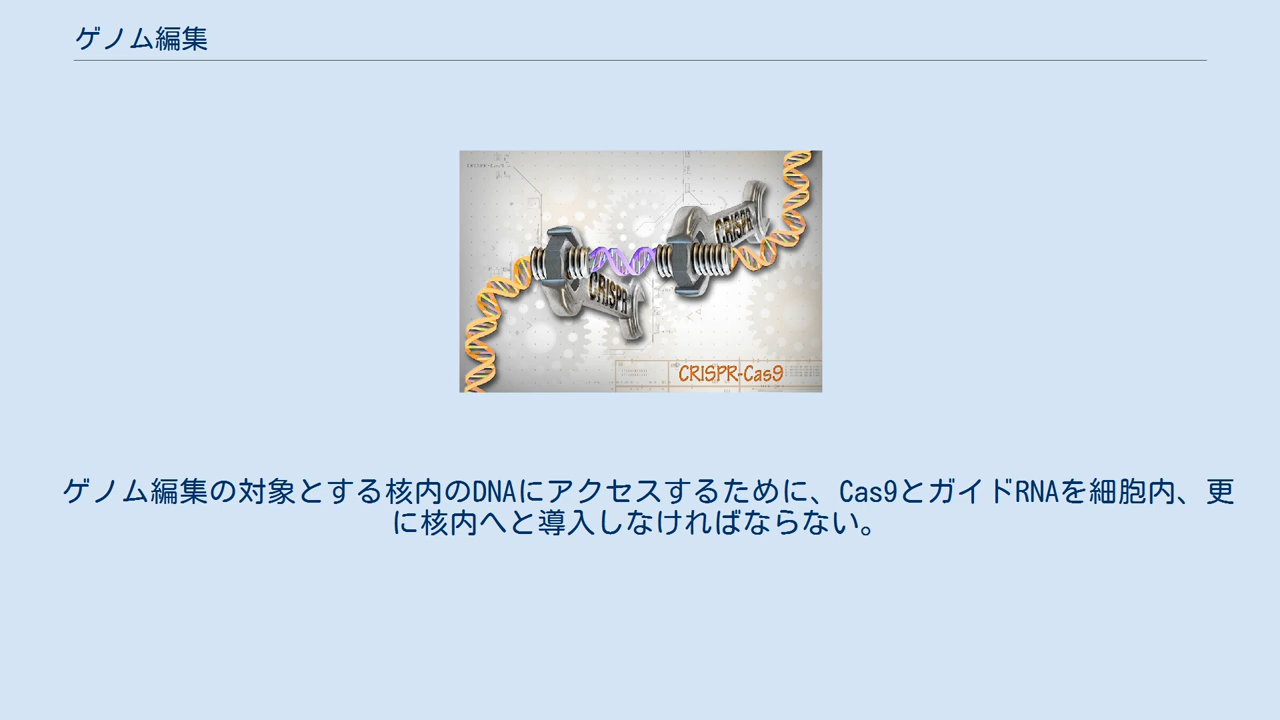 ゲノム編集
CRISPR
CRISPR
CRISPR-Cas9
ゲノム編集の対象とする核内のDNAにアクセスするために、Cas9とガイドRNAを細胞内、更
に核内へと導入しなければならない。